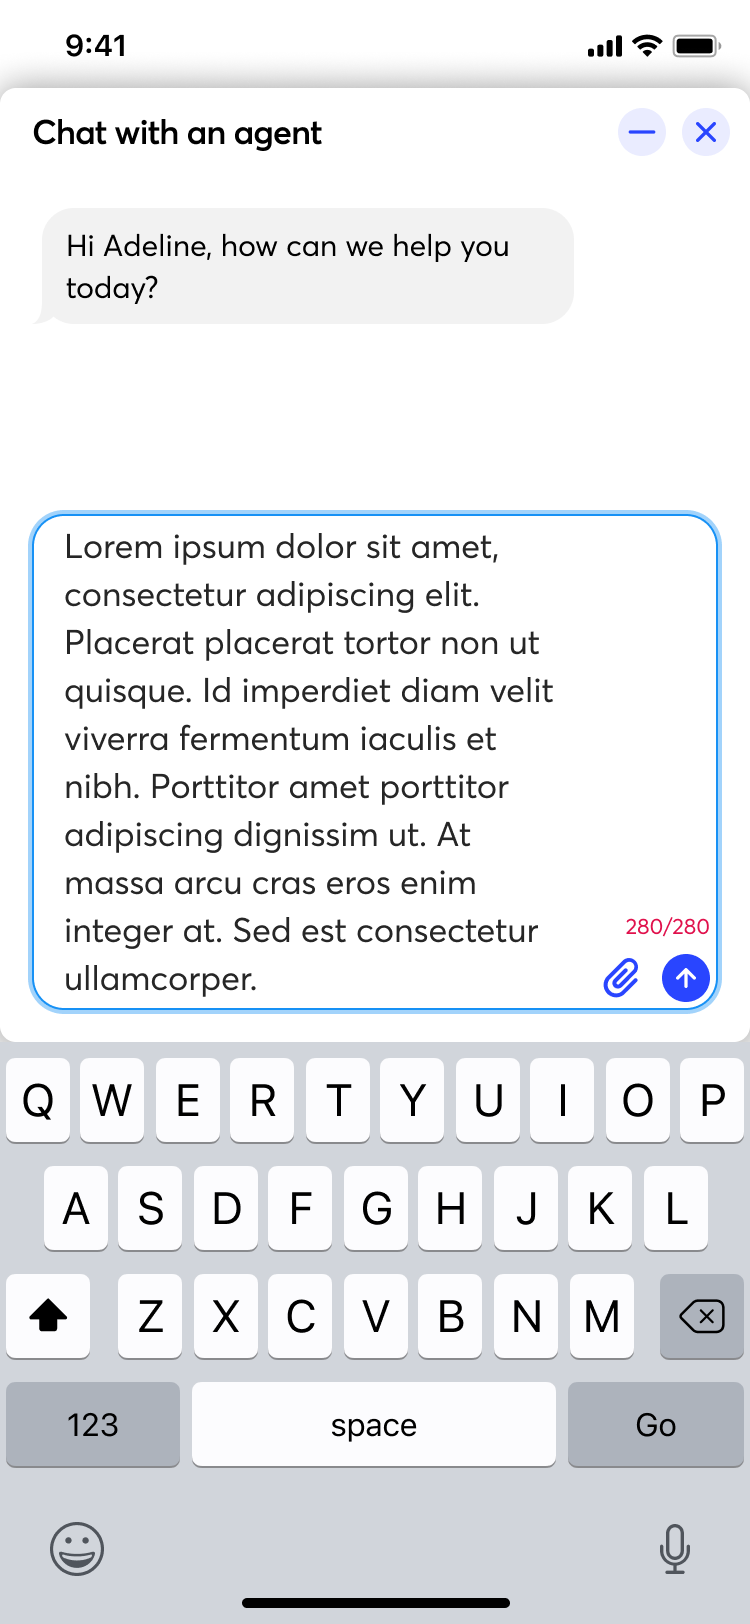 9:41
Chat with an agent
Hi Adeline, how can we help you
today?
Lorem ipsum dolor sit amet,
consectetur adipiscing elit.
Placerat placerat tortor non ut
quisque. Id imperdiet diam velit
viverra fermentum iaculis et
nibh. Porttitor amet porttitor
adipiscing dignissim ut. At
massa arcu cras eros enim
integer at. Sed est consectetur
ullamcorper.
280/280
Q W E R T Y U I O P
A S D F G H J K L
Z X C V B N M
123 space Go